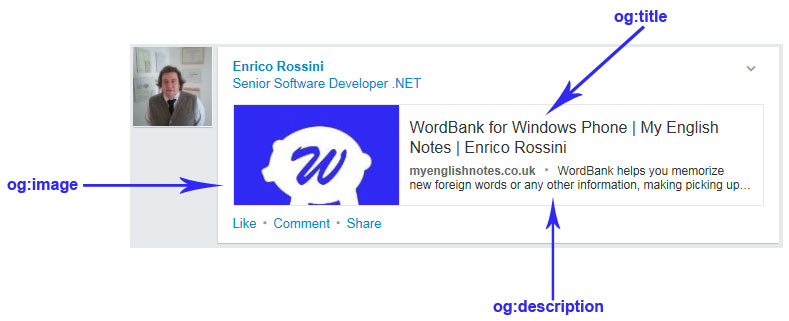 og:title
Enrico Rossini
Senior Software Developer .NET
W
WordBank for Windows Phone | My English
Notes | Enrico Rossini
myenglishnotes.co.uk • WordBank helps you memorize
new foreign words or any other information, making picking up…
og:image
Like • Comment • Share
og:description